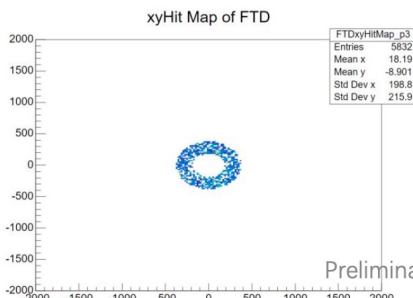 xyHit Map of FTD
FTDxyHitMap_p3
Entries 5832
Mean x 18.19
Mean y -8.901
Std Dev x 198.8
Std Dev y 215.9
2000
1500
1000
500
0
-500
-1000
-1500
-2000
-2000 -1500 -1000 -500 0 500 1000 1500 2000
Prelimina